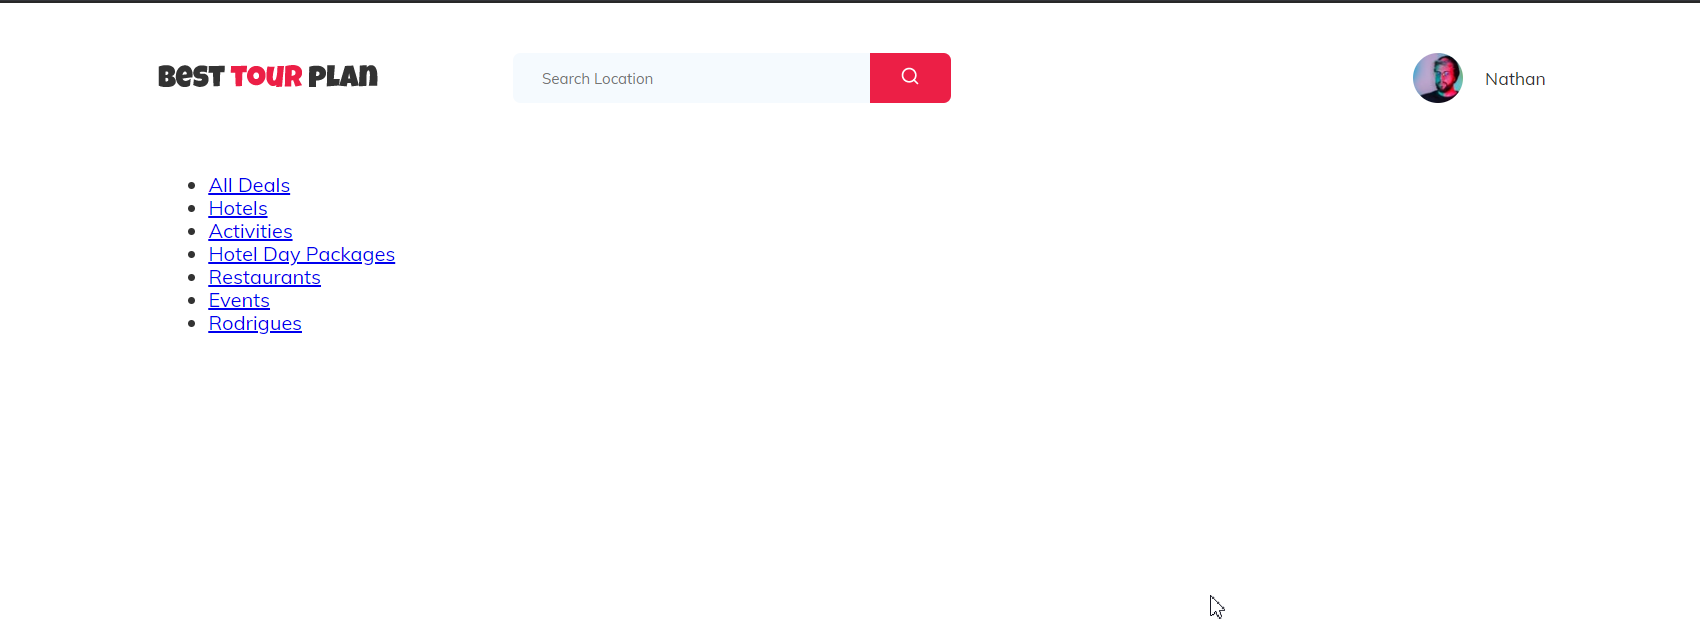 BEST TOUR PLAN
Search Location
Nathan
All Deals
Hotels
Activities
Hotel Day Packages
Restaurants
Events
Rodrigues